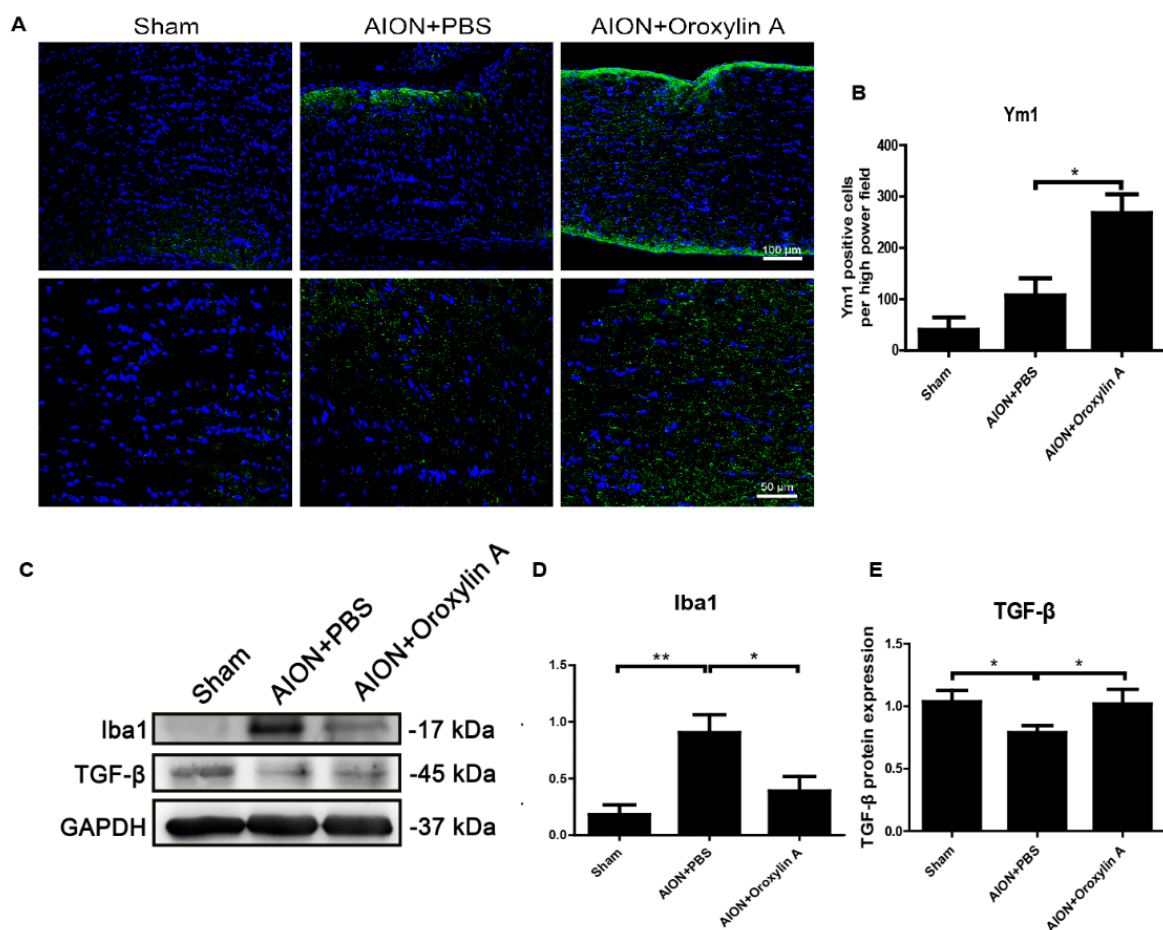 A
Sham
AION+PBS
AION+Oroxylin A
100 µm
50 µm
B
Ym1
Ym1 positive cells
per high power field
400
300
200
100
0
*
Sham
AION+PBS
AION+Oroxylin A
C
Sham
AION+PBS
AION+Oroxylin A
Iba1
-17 kDa
TGF-β
-45 kDa
GAPDH
-37 kDa
D
Iba1
1.5
1.0
0.5
0.0
**
*
Sham
AION+PBS
AION+Oroxylin A
E
TGF-β
TGF-β protein expression
1.5
1.0
0.5
0.0
*
*
Sham
AION+PBS
AION+Oroxylin A